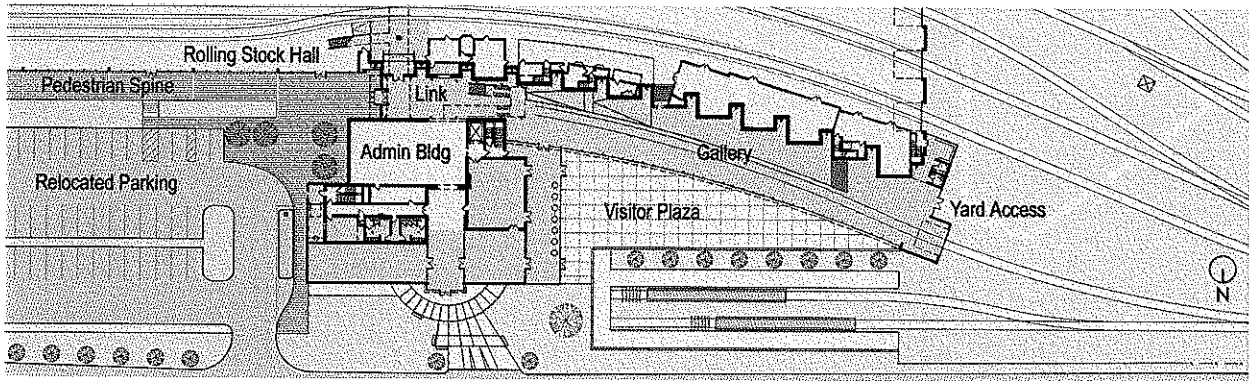 Rolling Stock Hall
Pedestrian Spine
Link
Admin Bldg
Gallery
Relocated Parking
Visitor Plaza
Yard Access
N